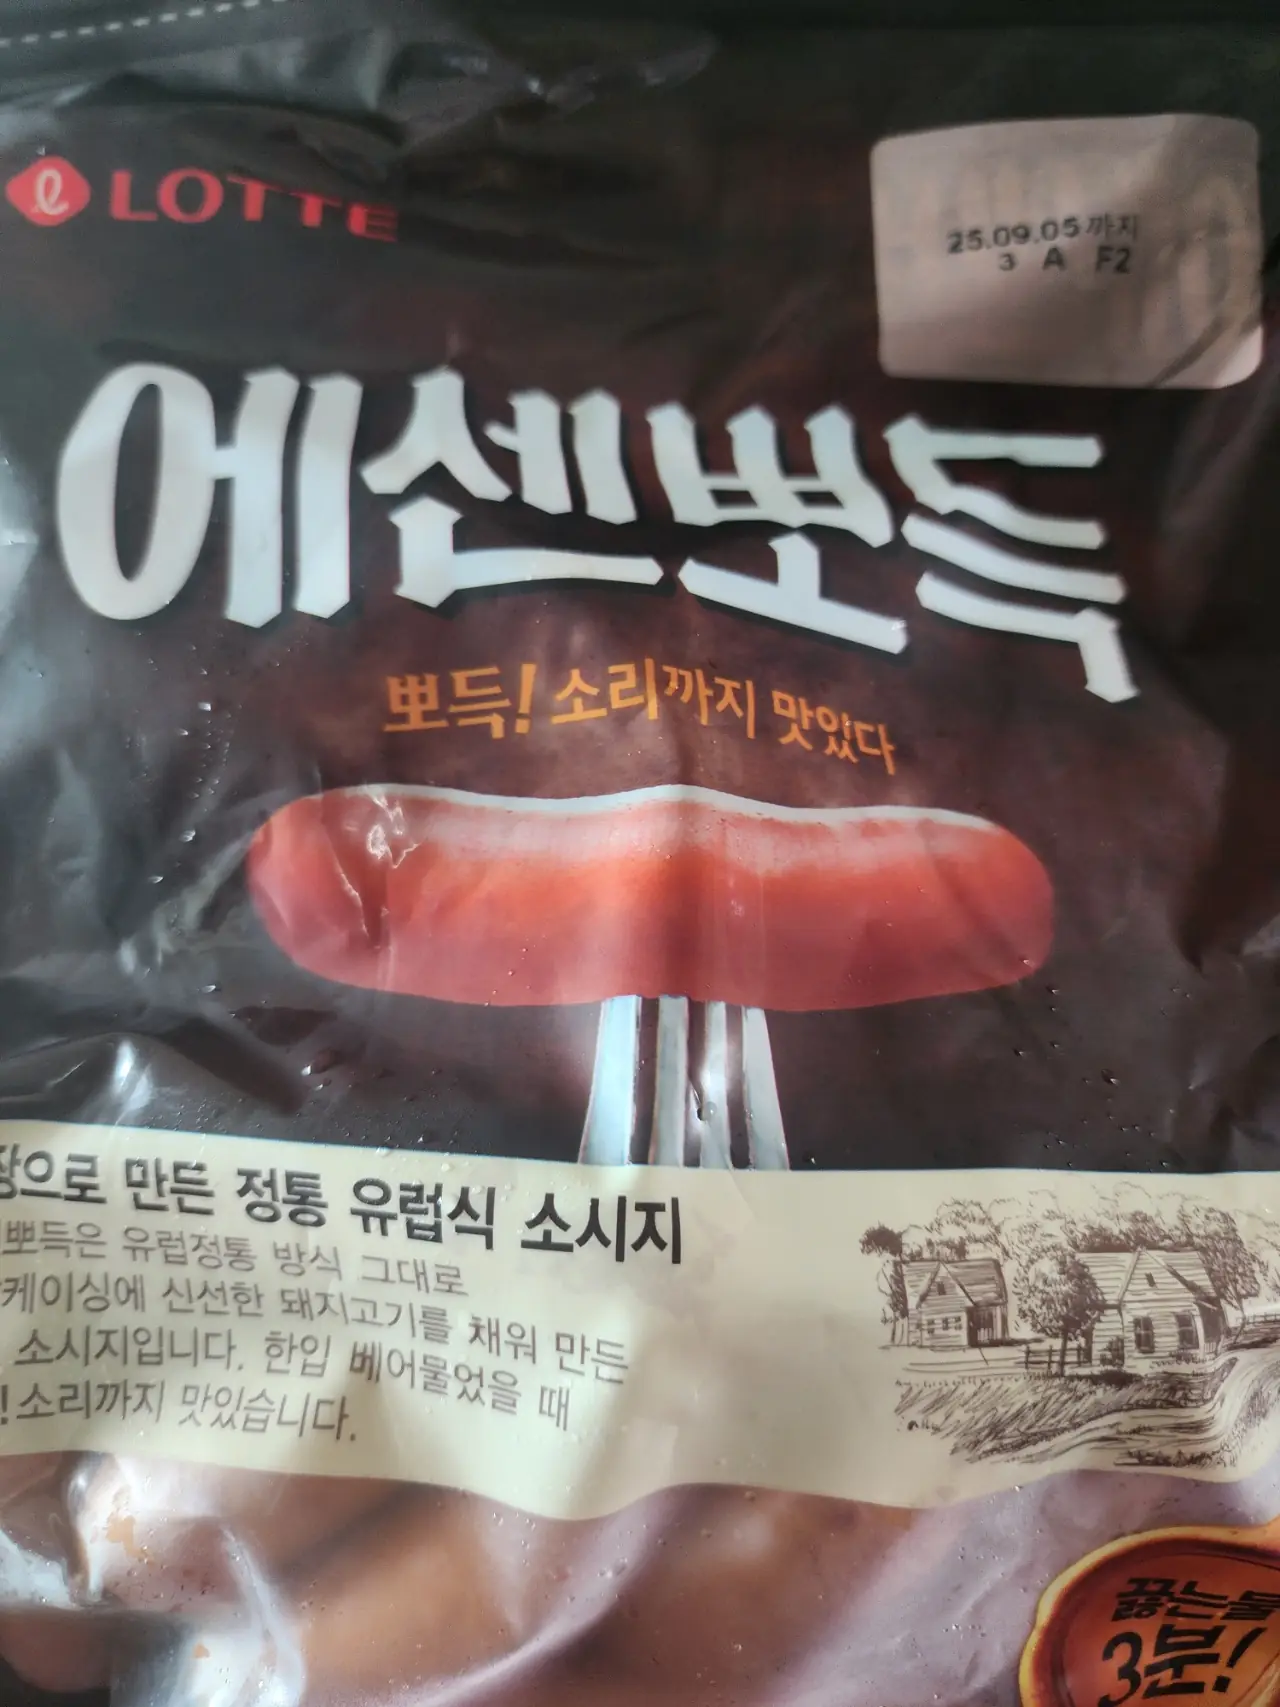 LOTTE
25.09.05 까지
3 A F2
에센뽀득
뽀득! 소리까지 맛있다
장으로 만든 정통 유럽식 소시지
뽀득은 유럽정통 방식 그대로
케이싱에 신선한 돼지고기를 채워 만든
소시지입니다. 한입 베어물었을 때
! 소리까지 맛있습니다.
끓는물
3분!